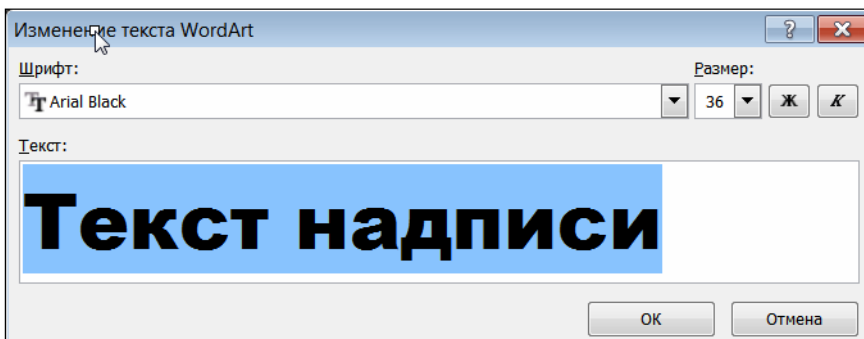 Изменение текста WordArt
Шрифт: Размер:
Arial Black 36 Ж К
Текст:
Текст надписи
ОК Отмена